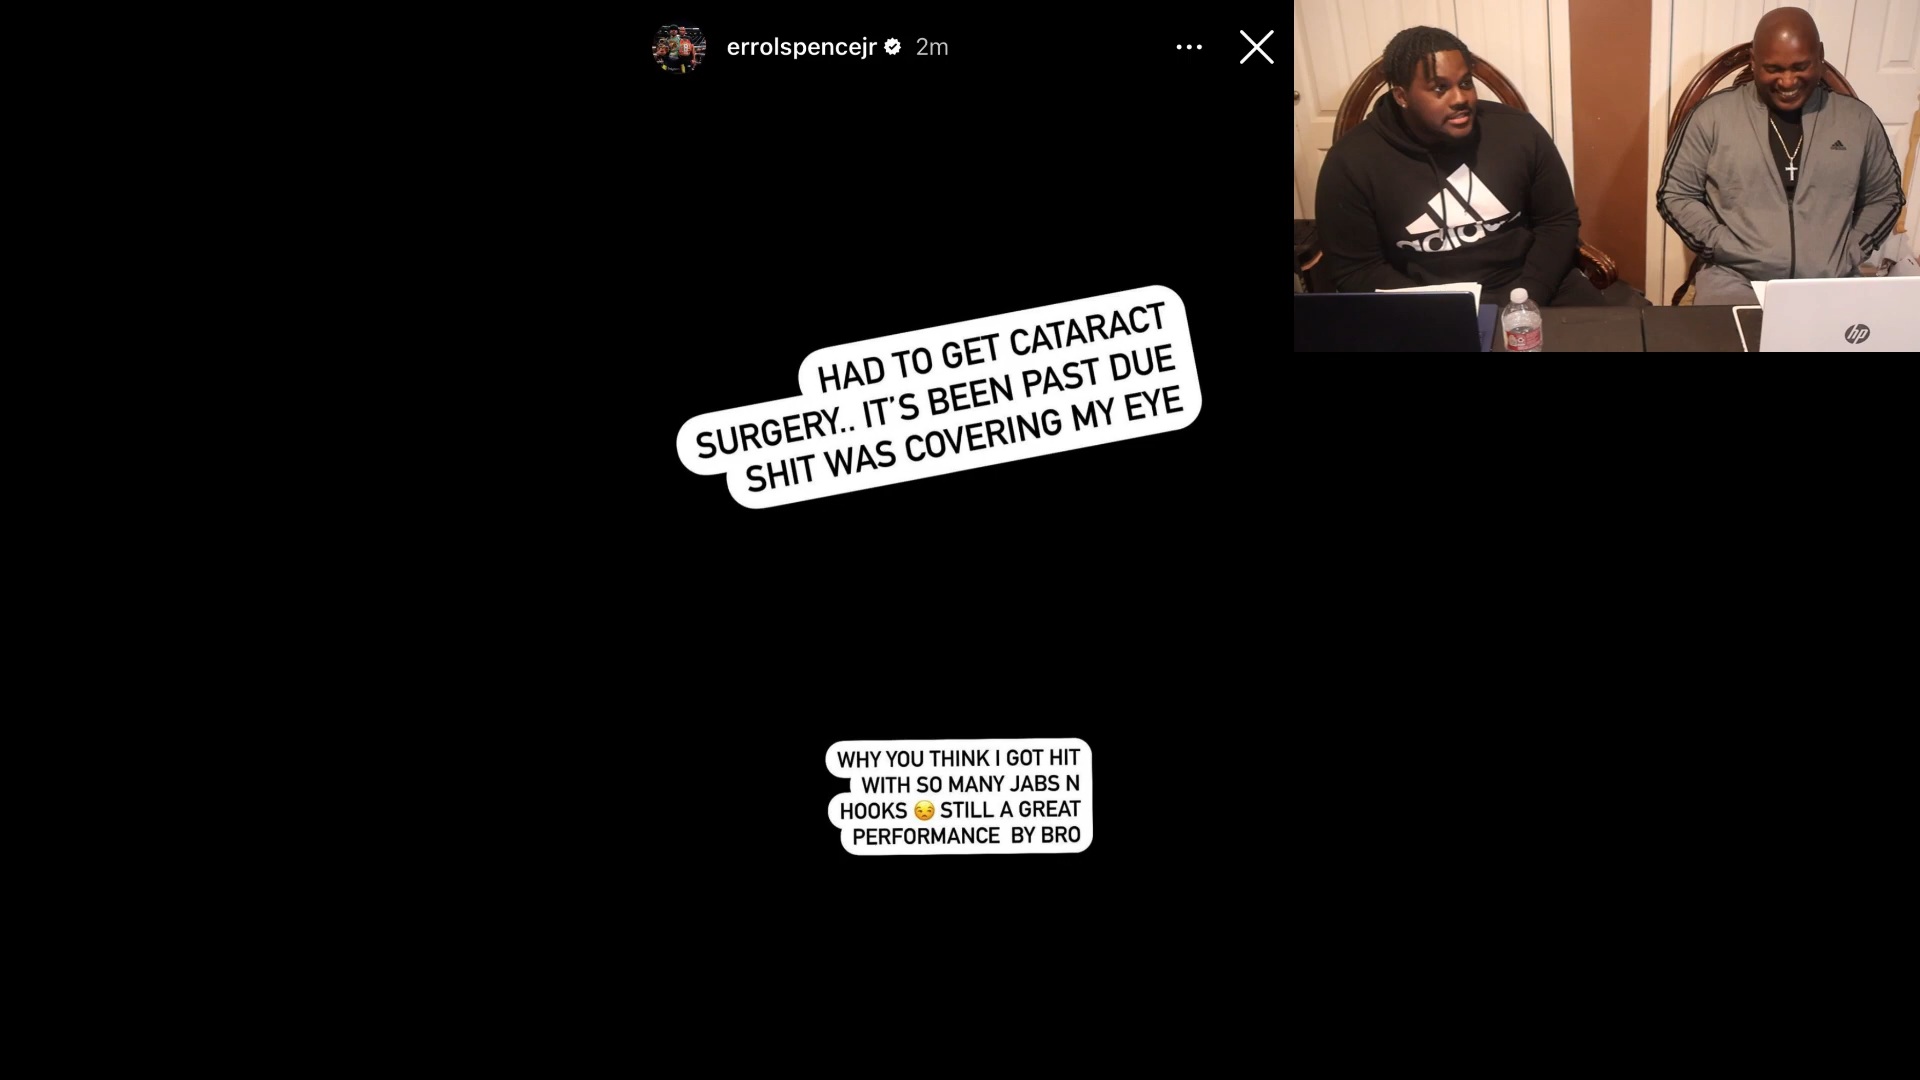 errolspencejr 2m
HAD TO GET CATARACT
SURGERY.. IT'S BEEN PAST DUE
SHIT WAS COVERING MY EYE
WHY YOU THINK I GOT HIT
WITH SO MANY JABS N
HOOKS 😒 STILL A GREAT
PERFORMANCE BY BRO
adidas
hp